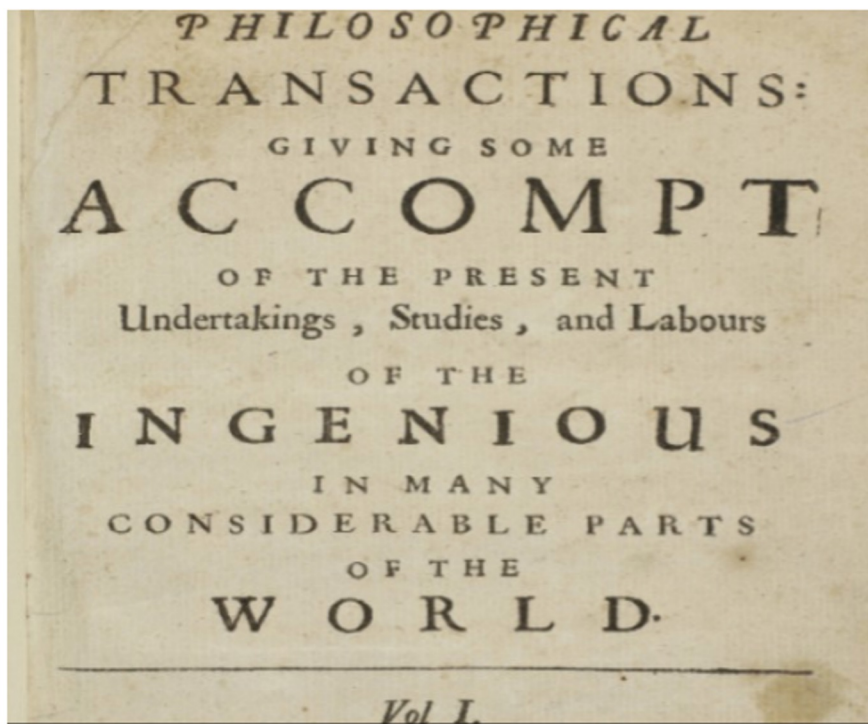 PHILOSOPHICAL
TRANSACTIONS:
GIVING SOME
ACCOMPT
OF THE PRESENT
Undertakings, Studies, and Labours
OF THE
INGENIOUS
IN MANY
CONSIDERABLE PARTS
OF THE
WORLD.
Vol I.